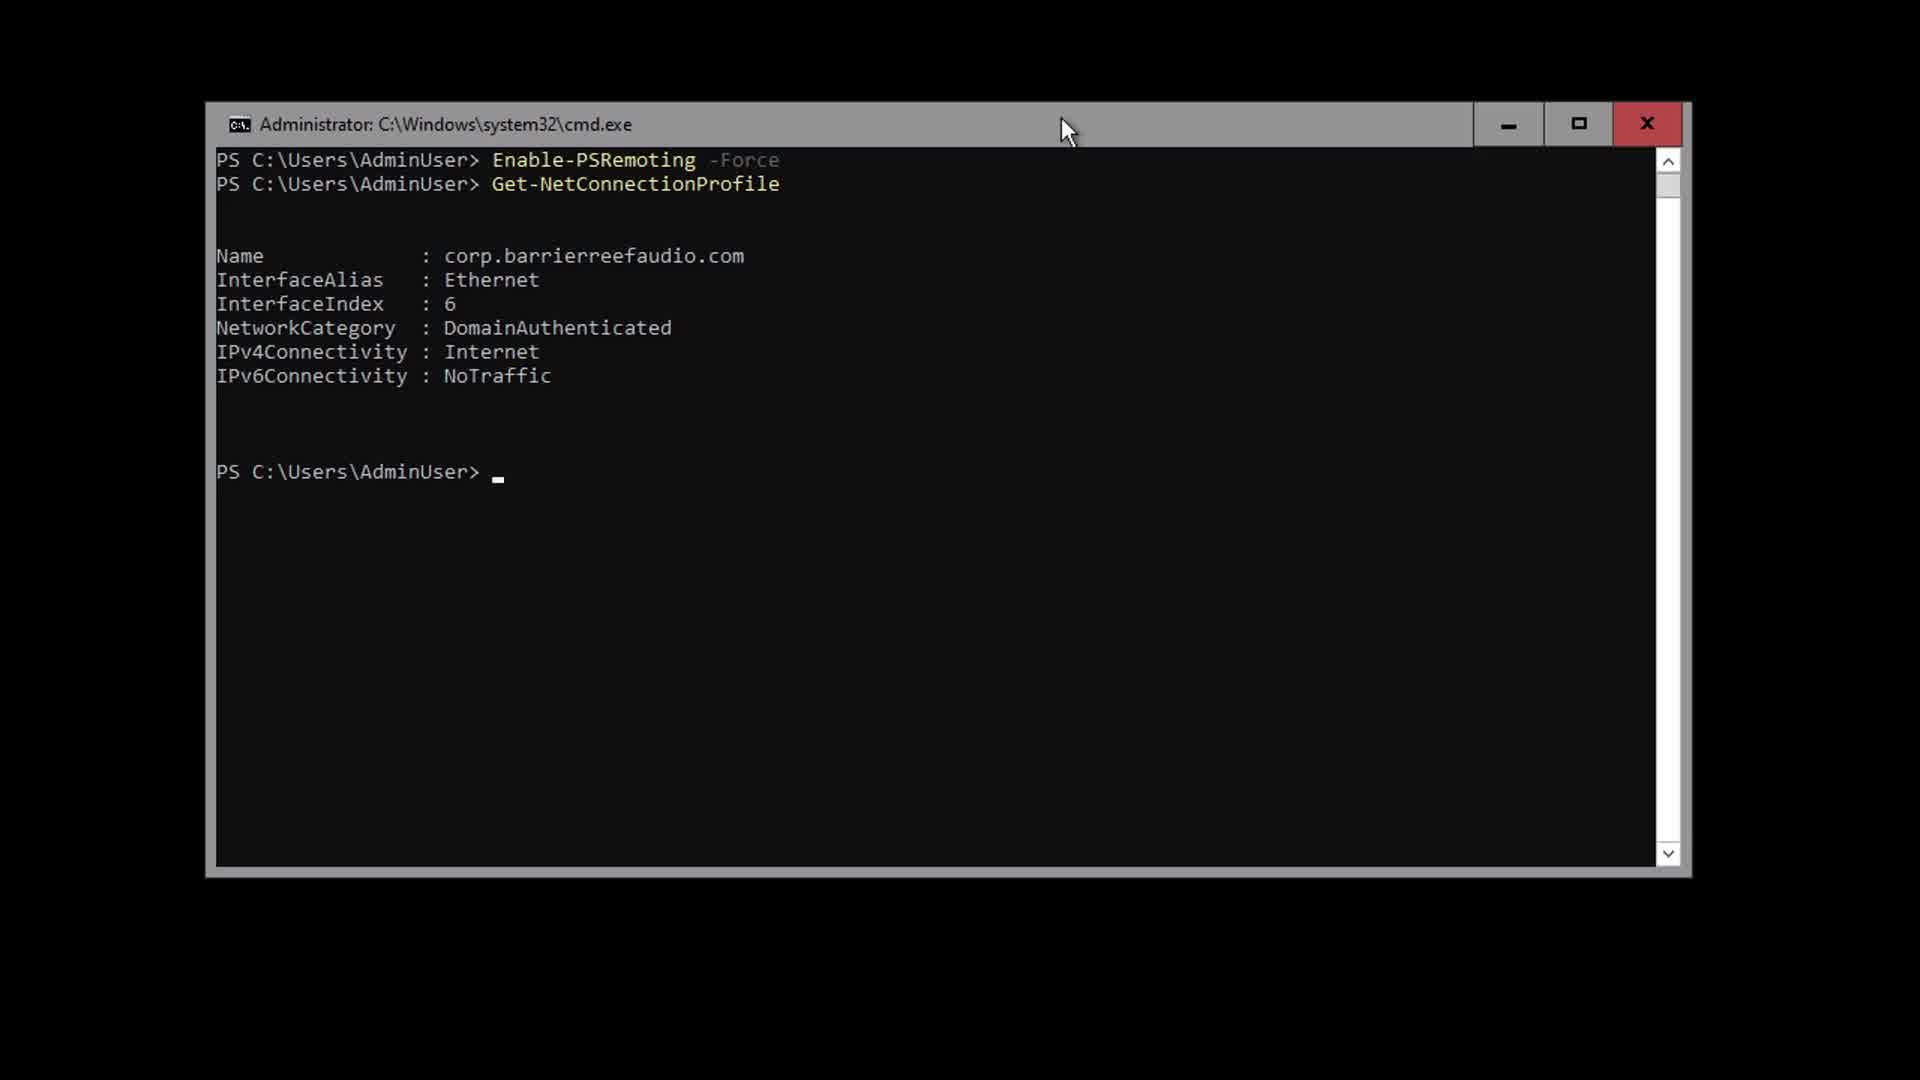 Administrator: C:\Windows\system32\cmd.exe
PS C:\Users\AdminUser> Enable-PSRemoting -Force
PS C:\Users\AdminUser> Get-NetConnectionProfile
Name             : corp.barrierreefaudio.com
InterfaceAlias   : Ethernet
InterfaceIndex   : 6
NetworkCategory  : DomainAuthenticated
IPv4Connectivity : Internet
IPv6Connectivity : NoTraffic
PS C:\Users\AdminUser>